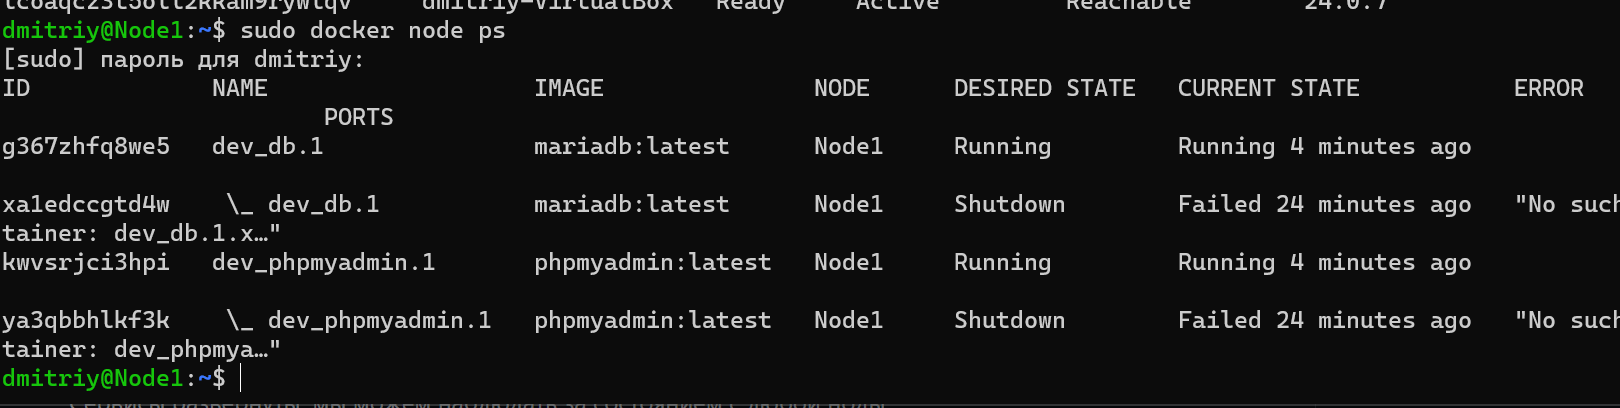 dmitriy-VirtualBox Ready Active Reachable 24.0.7
dmitriy@Node1:~$ sudo docker node ps
[sudo] пароль для dmitriy:
ID NAME IMAGE NODE DESIRED STATE CURRENT STATE ERROR
PORTS
g367zhfq8we5 dev_db.1 mariadb:latest Node1 Running Running 4 minutes ago
xa1edccgtd4w \_ dev_db.1 mariadb:latest Node1 Shutdown Failed 24 minutes ago "No such
tainer: dev_db.1.x…"
kwvsrjci3hpi dev_phpmyadmin.1 phpmyadmin:latest Node1 Running Running 4 minutes ago
ya3qbbhlkf3k \_ dev_phpmyadmin.1 phpmyadmin:latest Node1 Shutdown Failed 24 minutes ago "No such
tainer: dev_phpmya…"
dmitriy@Node1:~$